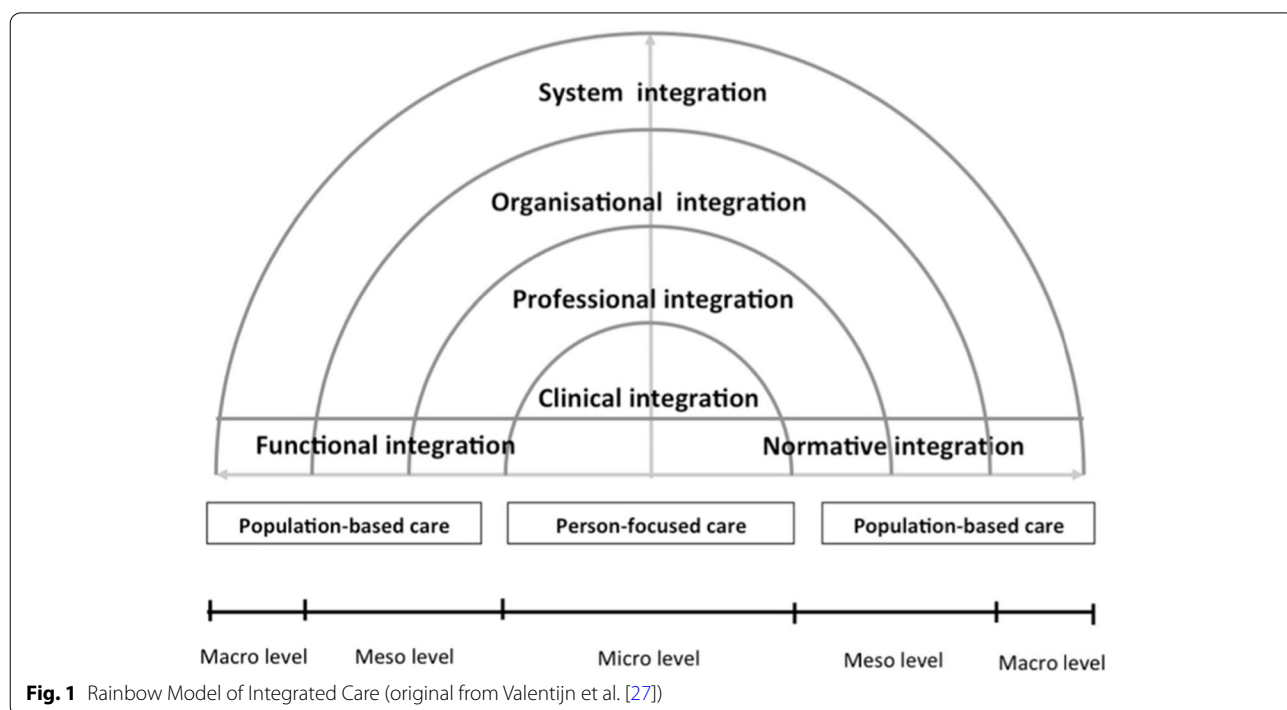 System integration
Organisational integration
Professional integration
Clinical integration
Functional integration Normative integration
Population-based care Person-focused care Population-based care
Macro level Meso level Micro level Meso level Macro level
Fig. 1 Rainbow Model of Integrated Care (original from Valentijn et al. [27])